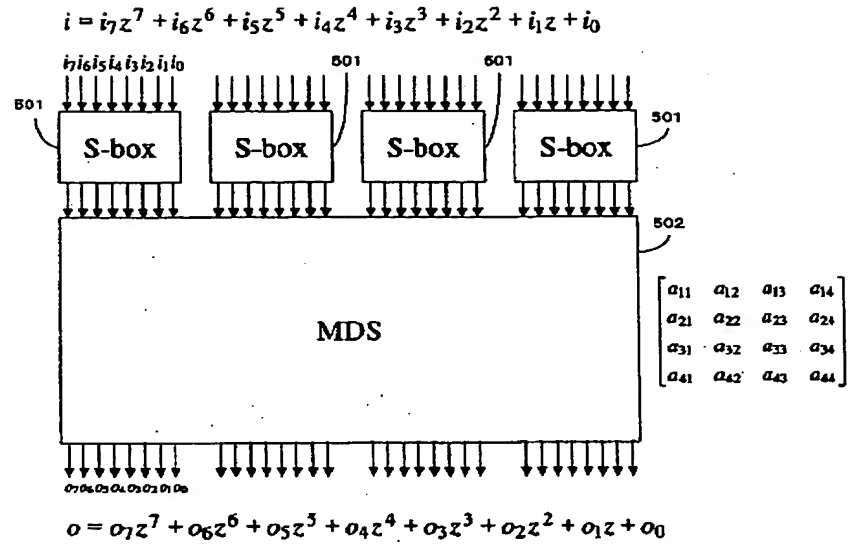 i = i₇z⁷ + i₆z⁶ + i₅z⁵ + i₄z⁴ + i₃z³ + i₂z² + i₁z + i₀
i₇i₆i₅i₄i₃i₂i₁i₀
501
501
501
501
S-box
S-box
S-box
S-box
502
MDS
a₁₁ a₁₂ a₁₃ a₁₄
a₂₁ a₂₂ a₂₃ a₂₄
a₃₁ a₃₂ a₃₃ a₃₄
a₄₁ a₄₂ a₄₃ a₄₄
o₇o₆o₅o₄o₃o₂o₁o₀
o = o₇z⁷ + o₆z⁶ + o₅z⁵ + o₄z⁴ + o₃z³ + o₂z² + o₁z + o₀